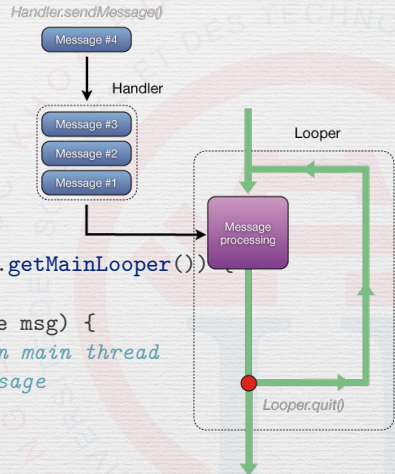 Handler.sendMessage()
Message #4
Handler
Message #3
Message #2
Message #1
Looper
Message
processing
.getMainLooper()) {
e msg) {
n main thread
sage
Looper.quit()